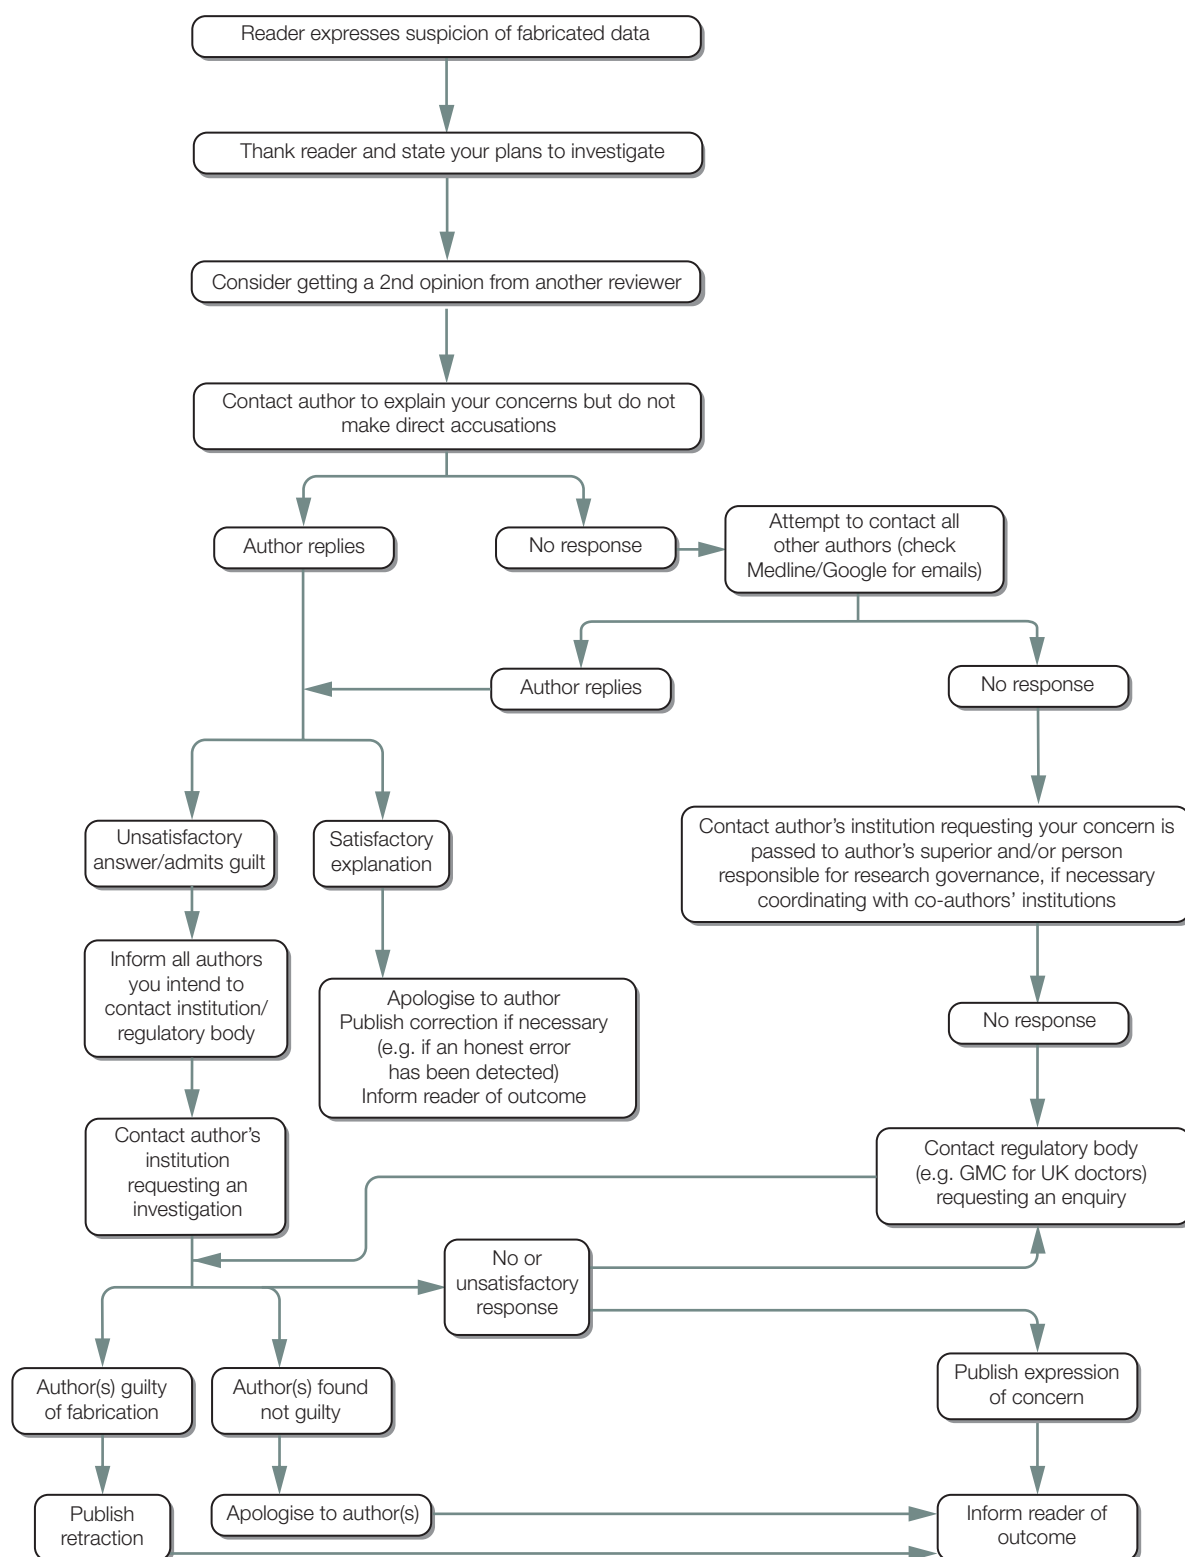 Reader expresses suspicion of fabricated data
Thank reader and state your plans to investigate
Consider getting a 2nd opinion from another reviewer
Contact author to explain your concerns but do not
make direct accusations
Author replies
No response
Attempt to contact all
other authors (check
Medline/Google for emails)
Author replies
No response
Unsatisfactory
answer/admits guilt
Satisfactory
explanation
Contact author’s institution requesting your concern is
passed to author’s superior and/or person
responsible for research governance, if necessary
coordinating with co-authors’ institutions
Inform all authors
you intend to
contact institution/
regulatory body
Apologise to author
Publish correction if necessary
(e.g. if an honest error
has been detected)
Inform reader of outcome
No response
Contact author’s
institution
requesting an
investigation
Contact regulatory body
(e.g. GMC for UK doctors)
requesting an enquiry
No or
unsatisfactory
response
Author(s) guilty
of fabrication
Author(s) found
not guilty
Publish expression
of concern
Publish
retraction
Apologise to author(s)
Inform reader of
outcome